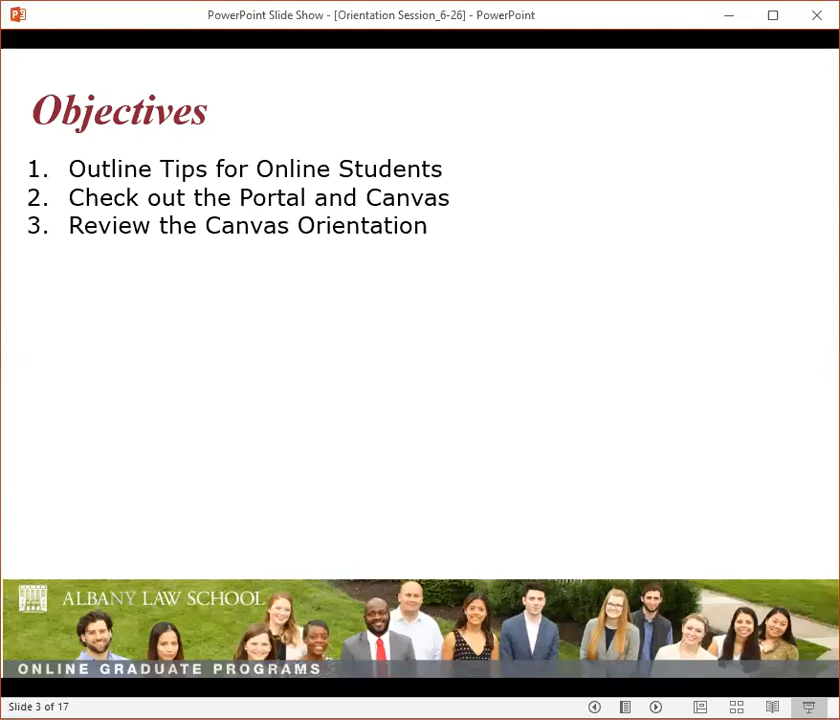 PowerPoint Slide Show - [Orientation Session_6-26] - PowerPoint
Objectives
1. Outline Tips for Online Students
2. Check out the Portal and Canvas
3. Review the Canvas Orientation
ALBANY LAW SCHOOL
ONLINE GRADUATE PROGRAMS
Slide 3 of 17